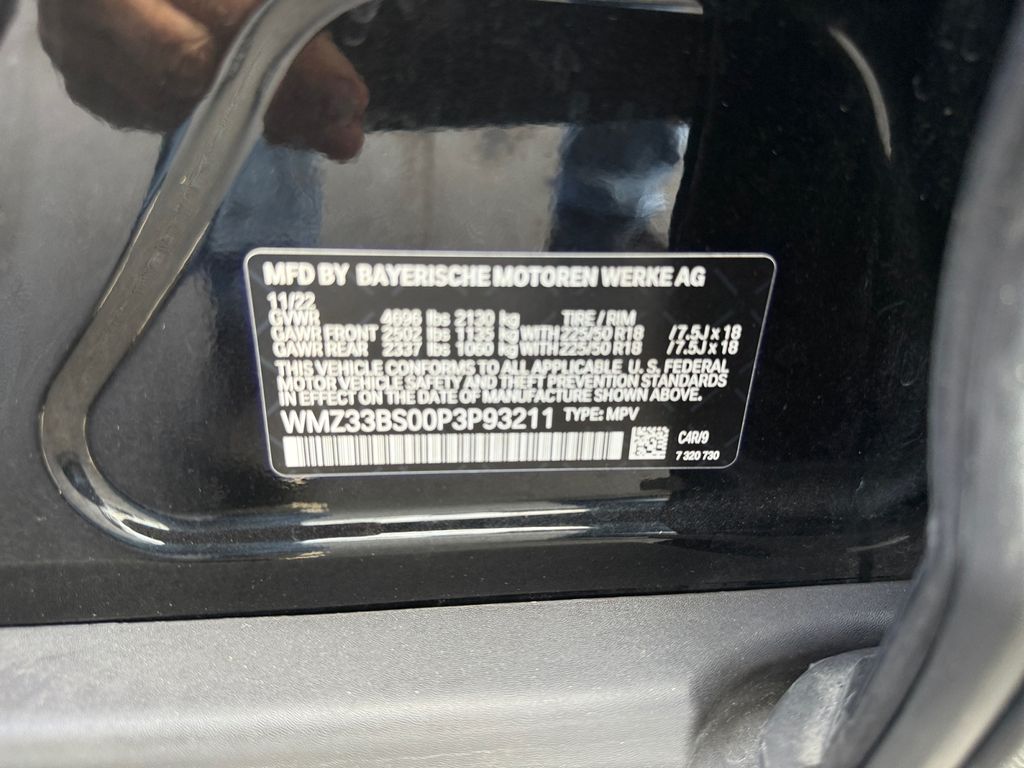 MFD BY BAYERISCHE MOTOREN WERKE AG
11/22
GVWR 4696 lbs 2130 kg TIRE / RIM
GAWR FRONT 2502 lbs 1135 kg WITH 225/50 R18 /7.5J x 18
GAWR REAR 2337 lbs 1060 kg WITH 225/50 R18 /7.5J x 18
THIS VEHICLE CONFORMS TO ALL APPLICABLE U. S. FEDERAL
MOTOR VEHICLE SAFETY AND THEFT PREVENTION STANDARDS
IN EFFECT ON THE DATE OF MANUFACTURE SHOWN ABOVE.
WMZ33BS00P3P93211 TYPE: MPV
C4R/9
7 320 730